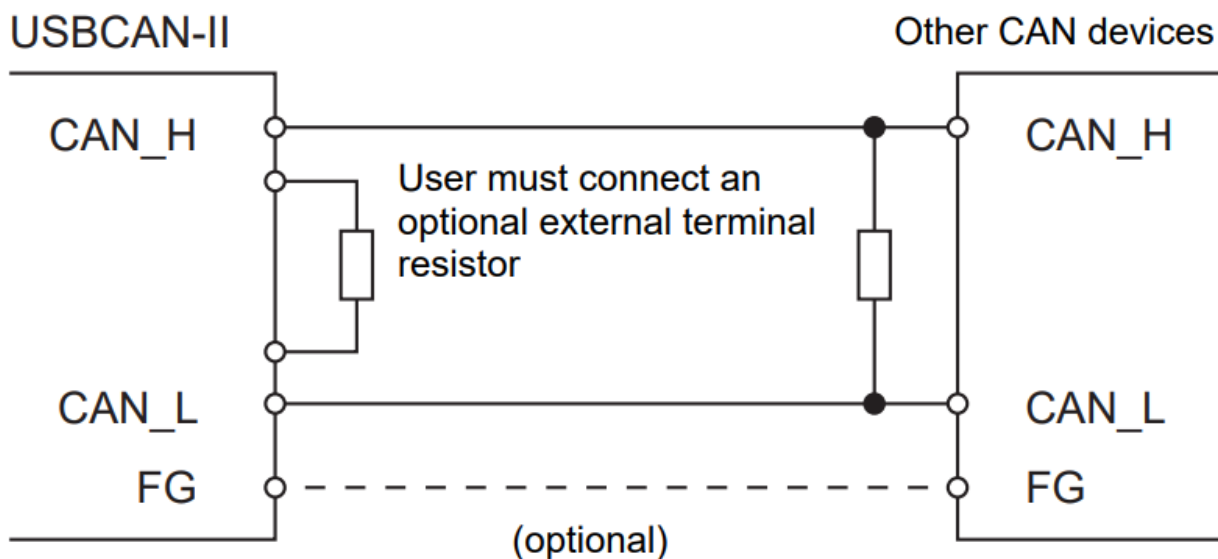 USBCAN-II
Other CAN devices
CAN_H
CAN_H
User must connect an
optional external terminal
resistor
CAN_L
CAN_L
FG
FG
(optional)